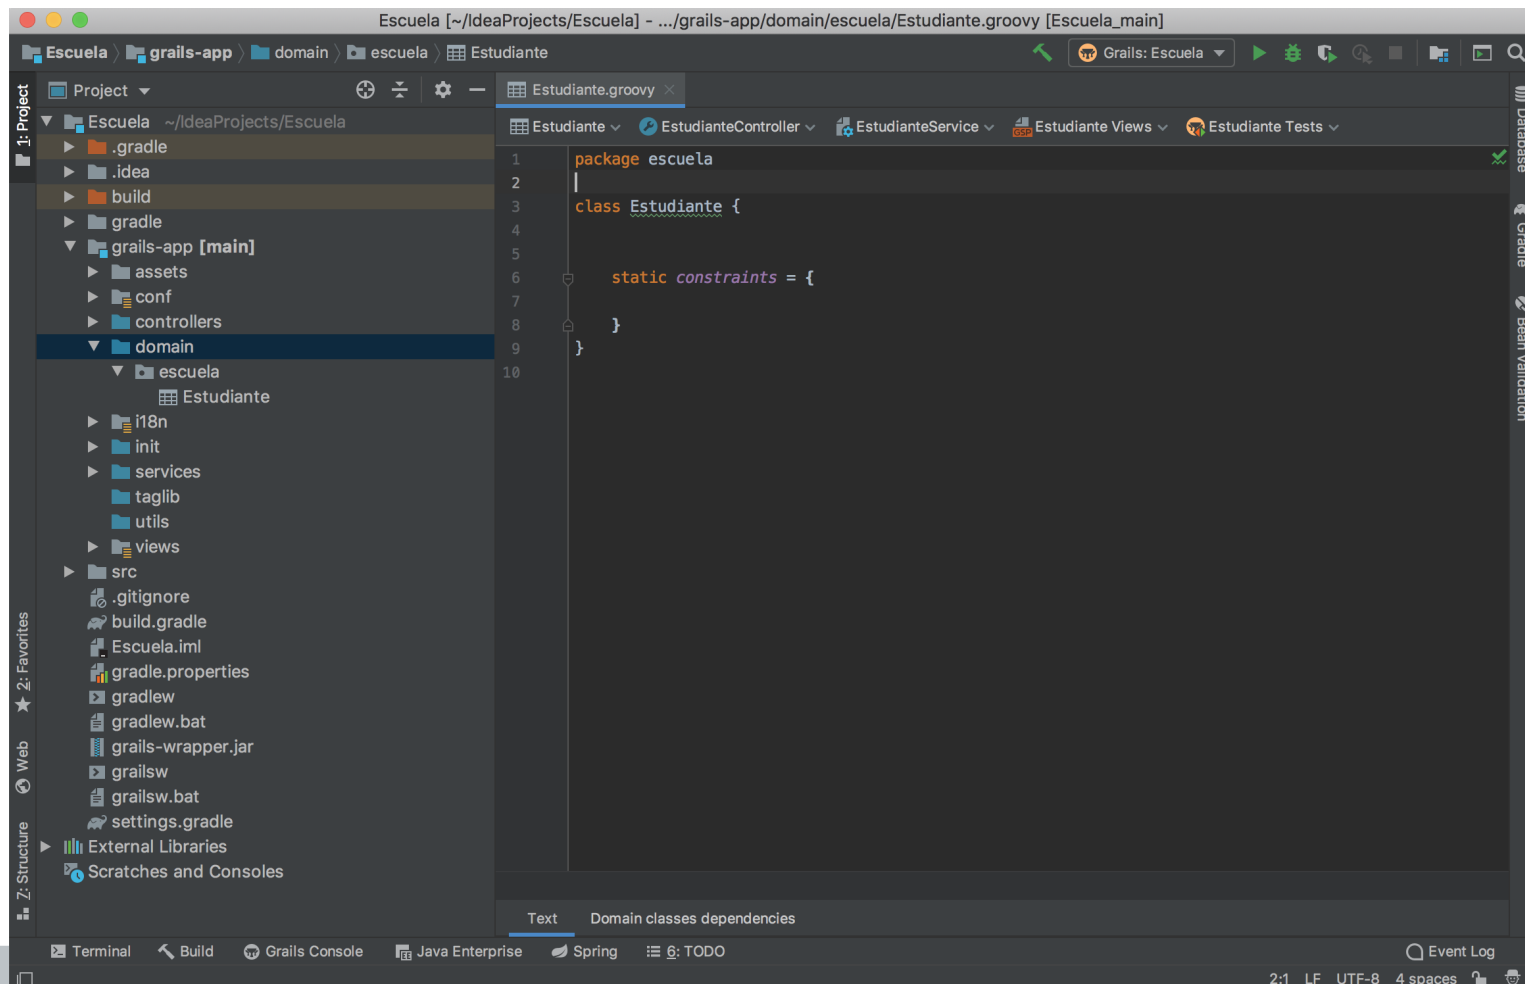 Escuela [~/IdeaProjects/Escuela] - .../grails-app/domain/escuela/Estudiante.groovy [Escuela_main]
Escuela grails-app domain escuela Estudiante
Grails: Escuela
1: Project
2: Favorites
Web
7: Structure
Project
Escuela ~/IdeaProjects/Escuela
.gradle
.idea
build
gradle
grails-app [main]
assets
conf
controllers
domain
escuela
Estudiante
i18n
init
services
taglib
utils
views
src
.gitignore
build.gradle
Escuela.iml
gradle.properties
gradlew
gradlew.bat
grails-wrapper.jar
grailsw
grailsw.bat
settings.gradle
External Libraries
Scratches and Consoles
Estudiante.groovy
Estudiante EstudianteController EstudianteService GSP Estudiante Views Estudiante Tests
1 package escuela
2
3 class Estudiante {
4
5
6     static constraints = {
7
8     }
9 }
10
Database
Gradle
Bean Validation
Text Domain classes dependencies
Terminal Build Grails Console Java Enterprise Spring 6: TODO Event Log
2:1 LF UTF-8 4 spaces